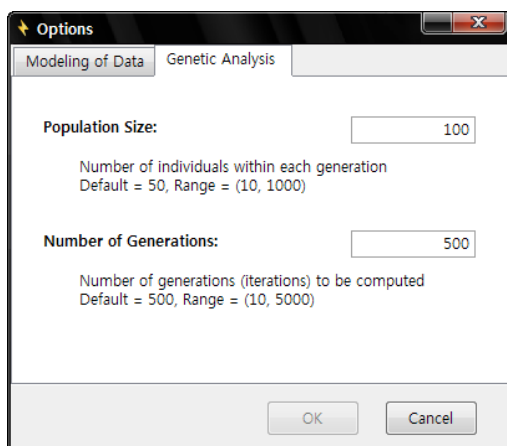 Options
Modeling of Data
Genetic Analysis
Population Size:
100
Number of individuals within each generation
Default = 50, Range = (10, 1000)
Number of Generations:
500
Number of generations (iterations) to be computed
Default = 500, Range = (10, 5000)
OK
Cancel